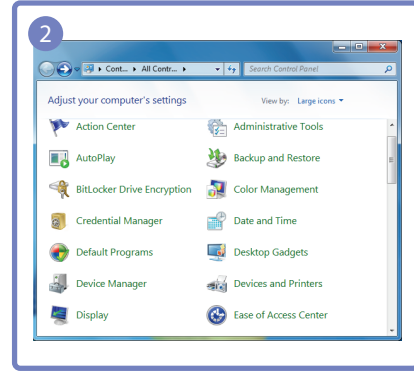 2
Cont... All Contr...
Search Control Panel
Adjust your computer's settings View by: Large icons
Action Center Administrative Tools
AutoPlay Backup and Restore
BitLocker Drive Encryption Color Management
Credential Manager Date and Time
Default Programs Desktop Gadgets
Device Manager Devices and Printers
Display Ease of Access Center